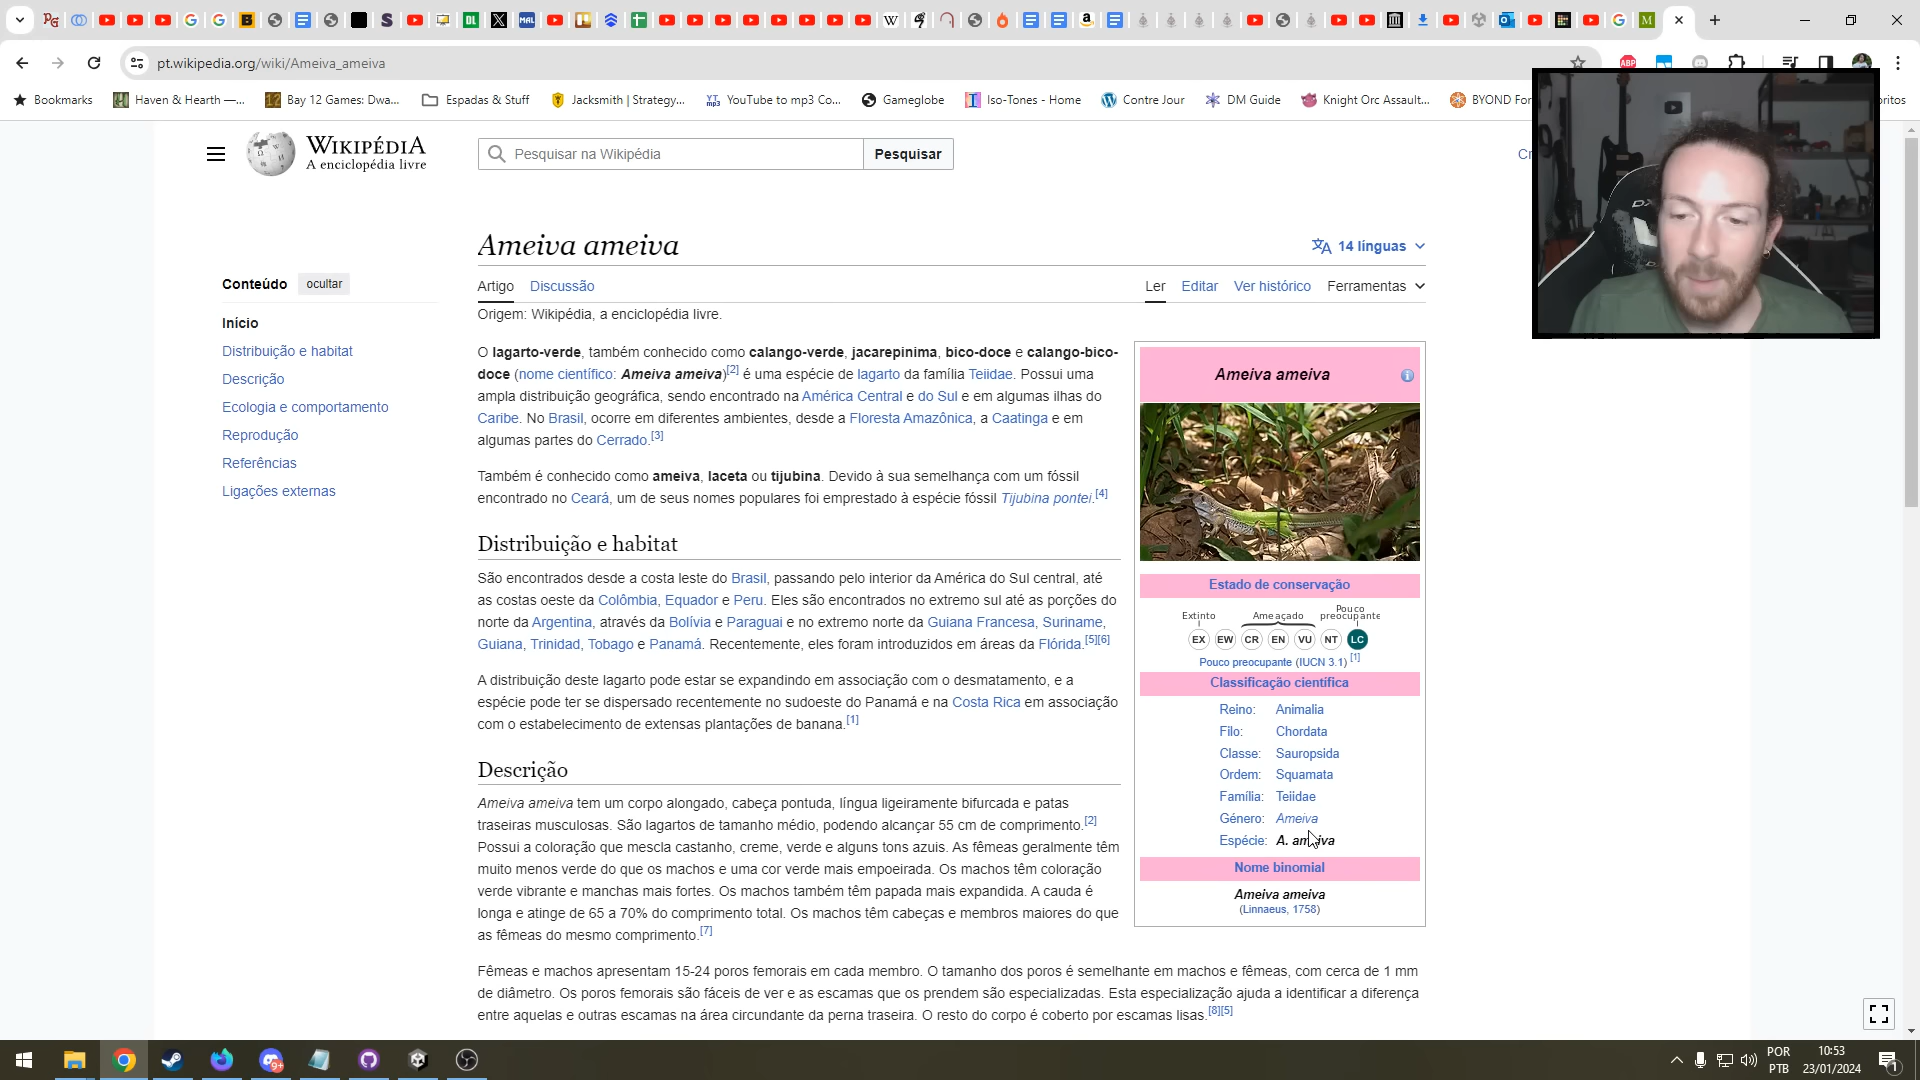 pt.wikipedia.org/wiki/Ameiva_ameiva
ABP
Bookmarks
Haven & Hearth —...
Bay 12 Games: Dwa...
Espadas & Stuff
Jacksmith | Strategy...
YouTube to mp3 Co...
Gameglobe
Iso-Tones - Home
Contre Jour
DM Guide
Knight Orc Assault...
BYOND For
WIKIPÉDIA
A enciclopédia livre
Pesquisar na Wikipédia
Pesquisar
Cr
Ameiva ameiva
14 línguas
Conteúdo
ocultar
Início
Distribuição e habitat
Descrição
Ecologia e comportamento
Reprodução
Referências
Ligações externas
Artigo
Discussão
Ler
Editar
Ver histórico
Ferramentas
Origem: Wikipédia, a enciclopédia livre.
O lagarto-verde, também conhecido como calango-verde, jacarepinima, bico-doce e calango-bico-
doce (nome científico: Ameiva ameiva)[2] é uma espécie de lagarto da família Teiidae. Possui uma
ampla distribuição geográfica, sendo encontrado na América Central e do Sul e em algumas ilhas do
Caribe. No Brasil, ocorre em diferentes ambientes, desde a Floresta Amazônica, a Caatinga e em
algumas partes do Cerrado.[3]
Também é conhecido como ameiva, laceta ou tijubina. Devido à sua semelhança com um fóssil
encontrado no Ceará, um de seus nomes populares foi emprestado à espécie fóssil Tijubina pontei.[4]
Distribuição e habitat
São encontrados desde a costa leste do Brasil, passando pelo interior da América do Sul central, até
as costas oeste da Colômbia, Equador e Peru. Eles são encontrados no extremo sul até as porções do
norte da Argentina, através da Bolívia e Paraguai e no extremo norte da Guiana Francesa, Suriname,
Guiana, Trinidad, Tobago e Panamá. Recentemente, eles foram introduzidos em áreas da Flórida.[5][6]
A distribuição deste lagarto pode estar se expandindo em associação com o desmatamento, e a
espécie pode ter se dispersado recentemente no sudoeste do Panamá e na Costa Rica em associação
com o estabelecimento de extensas plantações de banana.[1]
Descrição
Ameiva ameiva tem um corpo alongado, cabeça pontuda, língua ligeiramente bifurcada e patas
traseiras musculosas. São lagartos de tamanho médio, podendo alcançar 55 cm de comprimento.[2]
Possui a coloração que mescla castanho, creme, verde e alguns tons azuis. As fêmeas geralmente têm
muito menos verde do que os machos e uma cor verde mais empoeirada. Os machos têm coloração
verde vibrante e manchas mais fortes. Os machos também têm papada mais expandida. A cauda é
longa e atinge de 65 a 70% do comprimento total. Os machos têm cabeças e membros maiores do que
as fêmeas do mesmo comprimento.[7]
Fêmeas e machos apresentam 15-24 poros femorais em cada membro. O tamanho dos poros é semelhante em machos e fêmeas, com cerca de 1 mm
de diâmetro. Os poros femorais são fáceis de ver e as escamas que os prendem são especializadas. Esta especialização ajuda a identificar a diferença
entre aquelas e outras escamas na área circundante da perna traseira. O resto do corpo é coberto por escamas lisas.[8][5]
Ameiva ameiva
Estado de conservação
Extinto
Ameaçado
Pouco
preocupante
EX EW CR EN VU NT LC
Pouco preocupante (IUCN 3.1) [1]
Classificação científica
Reino: Animalia
Filo: Chordata
Classe: Sauropsida
Ordem: Squamata
Família: Teiidae
Género: Ameiva
Espécie: A. ameiva
Nome binomial
Ameiva ameiva
(Linnaeus, 1758)
9+
POR
PTB
10:53
23/01/2024
1